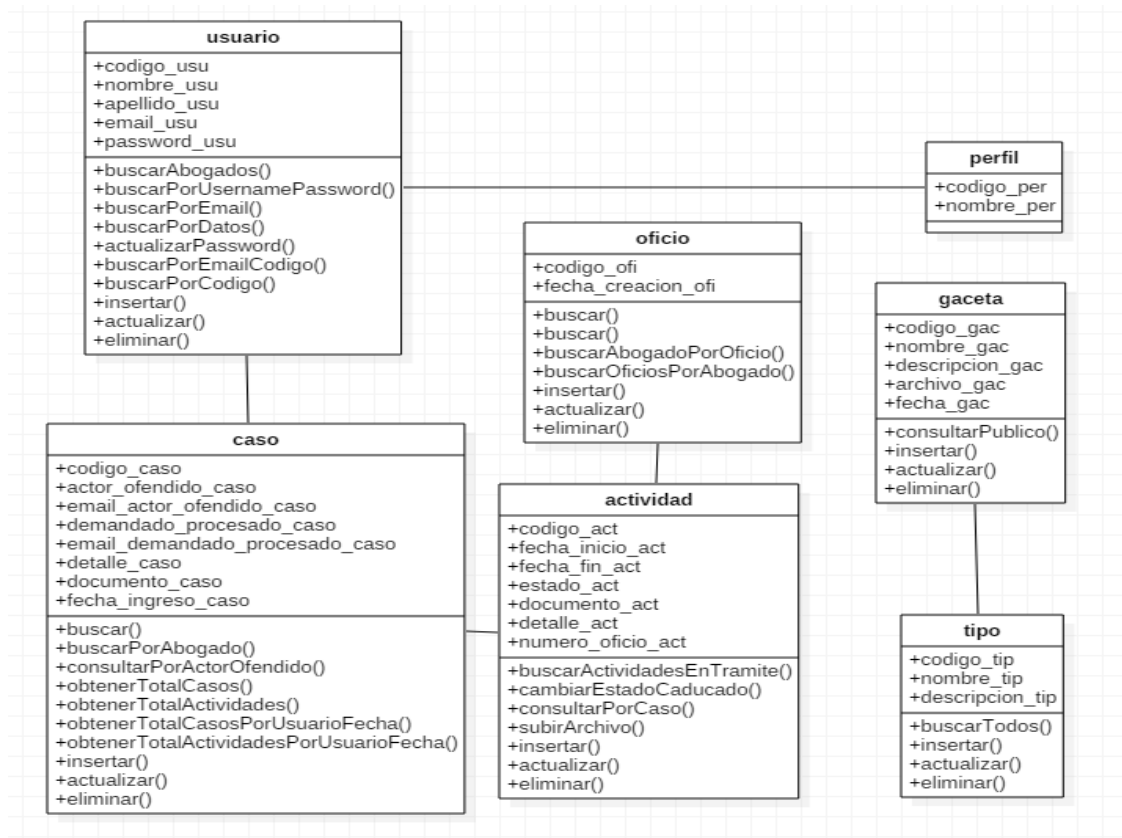 usuario
+codigo_usu
+nombre_usu
+apellido_usu
+email_usu
+password_usu
+buscarAbogados()
+buscarPorUsernamePassword()
+buscarPorEmail()
+buscarPorDatos()
+actualizarPassword()
+buscarPorEmailCodigo()
+buscarPorCodigo()
+insertar()
+actualizar()
+eliminar()
perfil
+codigo_per
+nombre_per
oficio
+codigo_ofi
+fecha_creacion_ofi
+buscar()
+buscar()
+buscarAbogadoPorOficio()
+buscarOficiosPorAbogado()
+insertar()
+actualizar()
+eliminar()
gaceta
+codigo_gac
+nombre_gac
+descripcion_gac
+archivo_gac
+fecha_gac
+consultarPublico()
+insertar()
+actualizar()
+eliminar()
caso
+codigo_caso
+actor_ofendido_caso
+email_actor_ofendido_caso
+demandado_procesado_caso
+email_demandado_procesado_caso
+detalle_caso
+documento_caso
+fecha_ingreso_caso
+buscar()
+buscarPorAbogado()
+consultarPorActorOfendido()
+obtenerTotalCasos()
+obtenerTotalActividades()
+obtenerTotalCasosPorUsuarioFecha()
+obtenerTotalActividadesPorUsuarioFecha()
+insertar()
+actualizar()
+eliminar()
actividad
+codigo_act
+fecha_inicio_act
+fecha_fin_act
+estado_act
+documento_act
+detalle_act
+numero_oficio_act
+buscarActividadesEnTramite()
+cambiarEstadoCaducado()
+consultarPorCaso()
+subirArchivo()
+insertar()
+actualizar()
+eliminar()
tipo
+codigo_tip
+nombre_tip
+descripcion_tip
+buscarTodos()
+insertar()
+actualizar()
+eliminar()